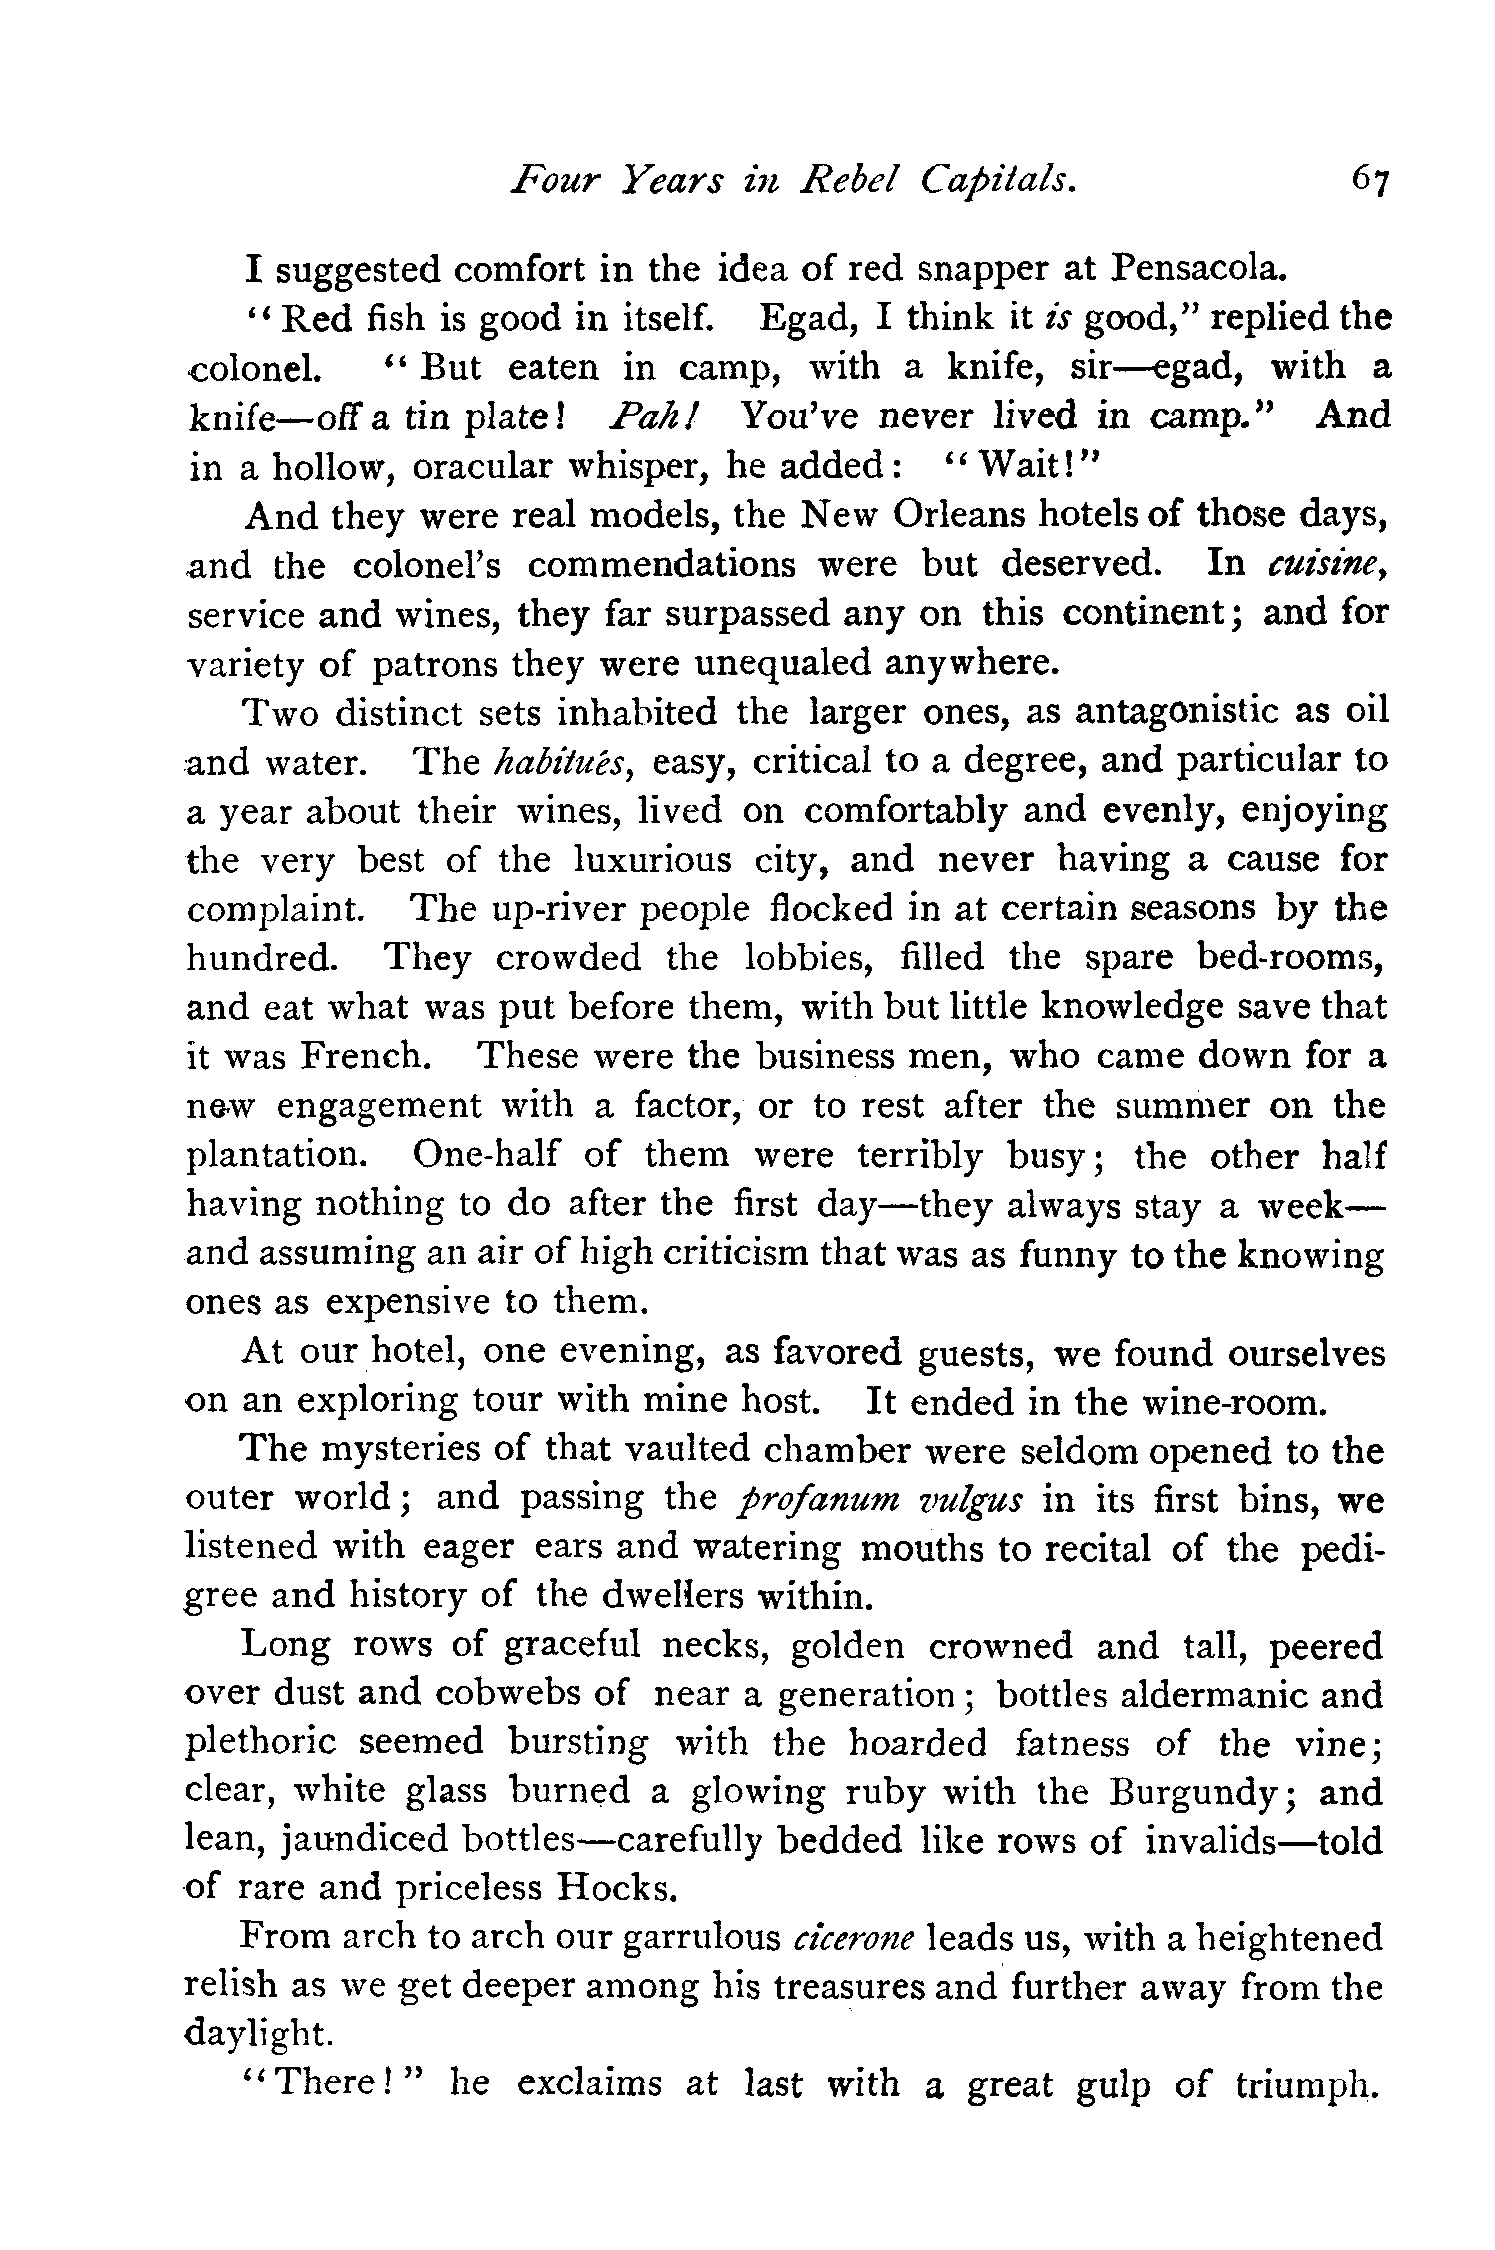 Four Years in Rebel Capitals. 67
I suggested comfort in the idea of red snapper at Pensacola.
"Red fish is good in itself. Egad, I think it is good," replied the
colonel. "But eaten in camp, with a knife, sir—egad, with a
knife—off a tin plate! Pah! You've never lived in camp." And
in a hollow, oracular whisper, he added: "Wait!"
And they were real models, the New Orleans hotels of those days,
and the colonel's commendations were but deserved. In cuisine,
service and wines, they far surpassed any on this continent; and for
variety of patrons they were unequaled anywhere.
Two distinct sets inhabited the larger ones, as antagonistic as oil
and water. The habitués, easy, critical to a degree, and particular to
a year about their wines, lived on comfortably and evenly, enjoying
the very best of the luxurious city, and never having a cause for
complaint. The up-river people flocked in at certain seasons by the
hundred. They crowded the lobbies, filled the spare bed-rooms,
and eat what was put before them, with but little knowledge save that
it was French. These were the business men, who came down for a
new engagement with a factor, or to rest after the summer on the
plantation. One-half of them were terribly busy; the other half
having nothing to do after the first day—they always stay a week—
and assuming an air of high criticism that was as funny to the knowing
ones as expensive to them.
At our hotel, one evening, as favored guests, we found ourselves
on an exploring tour with mine host. It ended in the wine-room.
The mysteries of that vaulted chamber were seldom opened to the
outer world; and passing the profanum vulgus in its first bins, we
listened with eager ears and watering mouths to recital of the pedi-
gree and history of the dwellers within.
Long rows of graceful necks, golden crowned and tall, peered
over dust and cobwebs of near a generation; bottles aldermanic and
plethoric seemed bursting with the hoarded fatness of the vine;
clear, white glass burned a glowing ruby with the Burgundy; and
lean, jaundiced bottles—carefully bedded like rows of invalids—told
of rare and priceless Hocks.
From arch to arch our garrulous cicerone leads us, with a heightened
relish as we get deeper among his treasures and further away from the
daylight.
"There!" he exclaims at last with a great gulp of triumph.